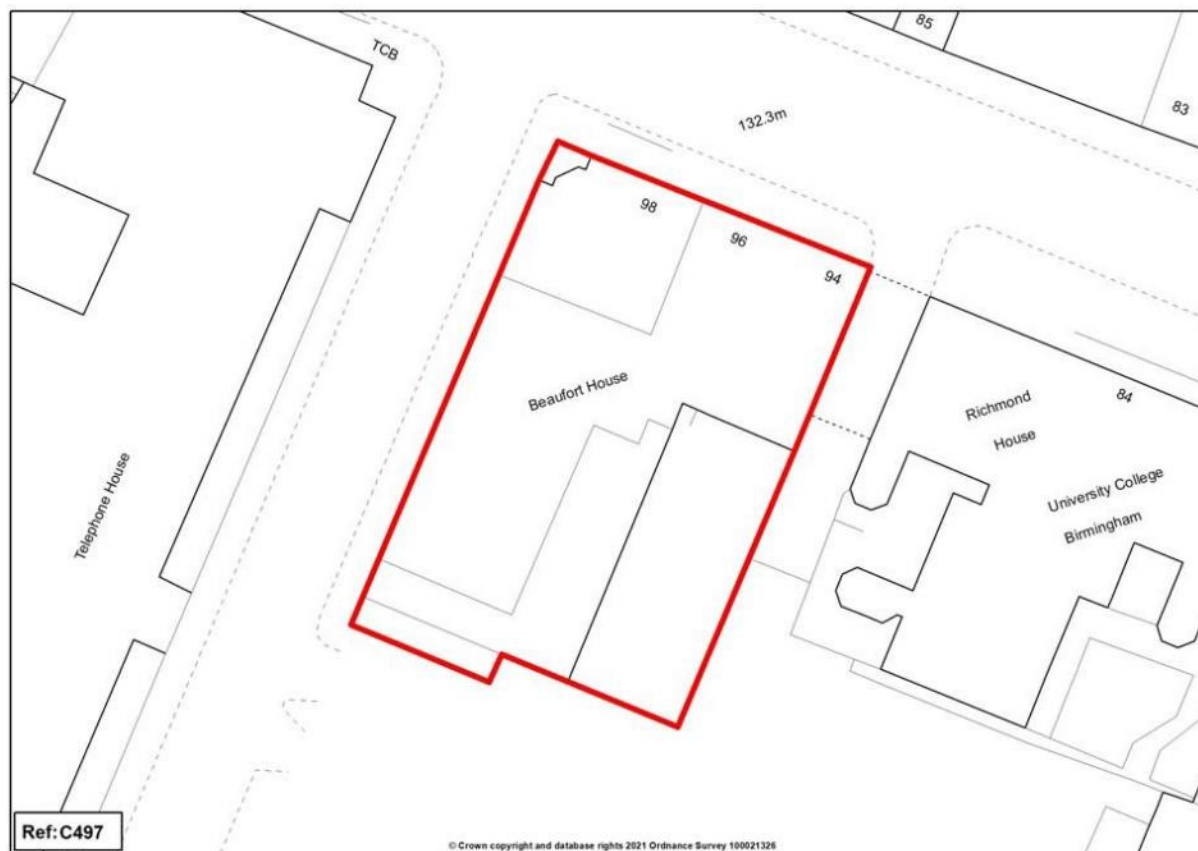 TCB
85
83
132.3m
98
96
94
Beaufort House
Richmond
House
84
University College
Birmingham
Telephone House
Ref:C497
© Crown copyright and database rights 2021 Ordnance Survey 100021326